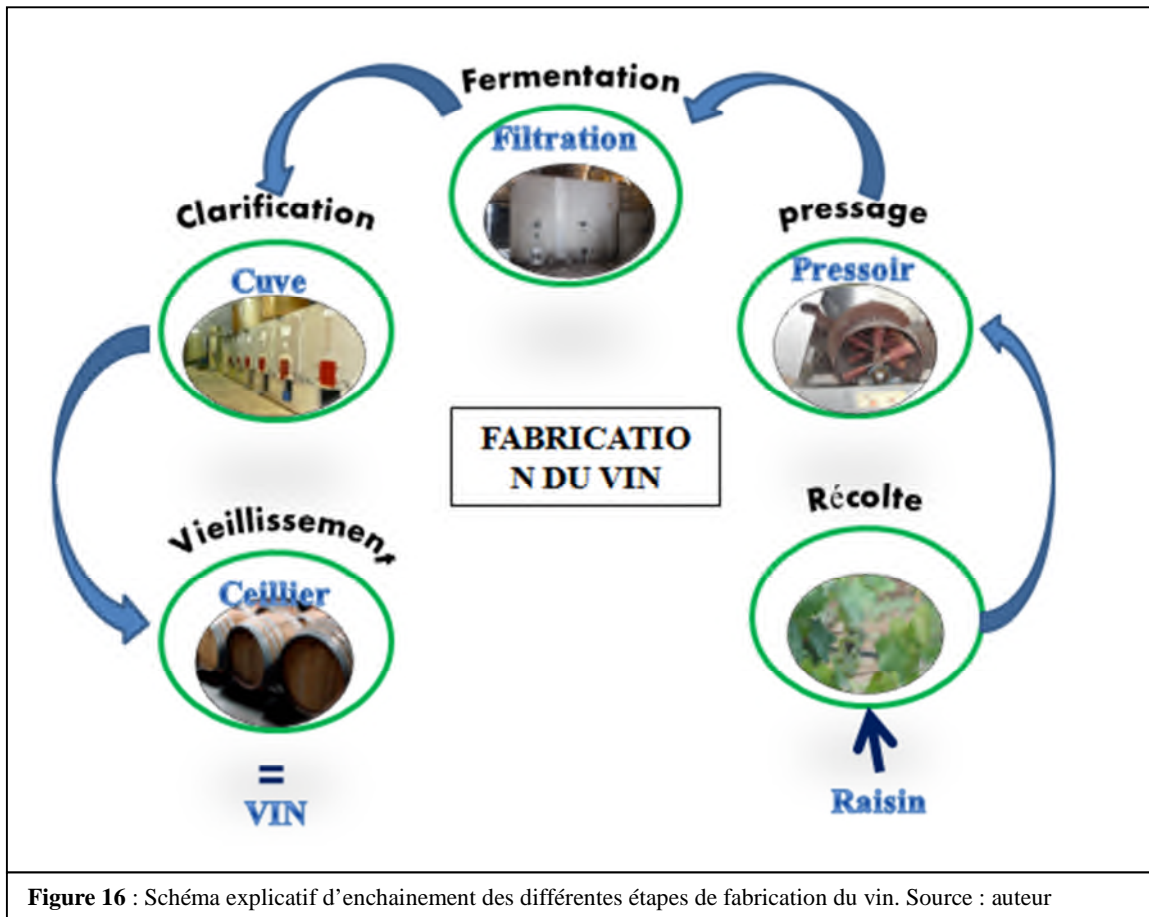 Fermentation
Filtration
Clarification
Cuve
pressage
Pressoir
FABRICATIO
N DU VIN
Vieillissement
Ceillier
Récolte
=
VIN
Raisin
Figure 16 : Schéma explicatif d’enchainement des différentes étapes de fabrication du vin. Source : auteur